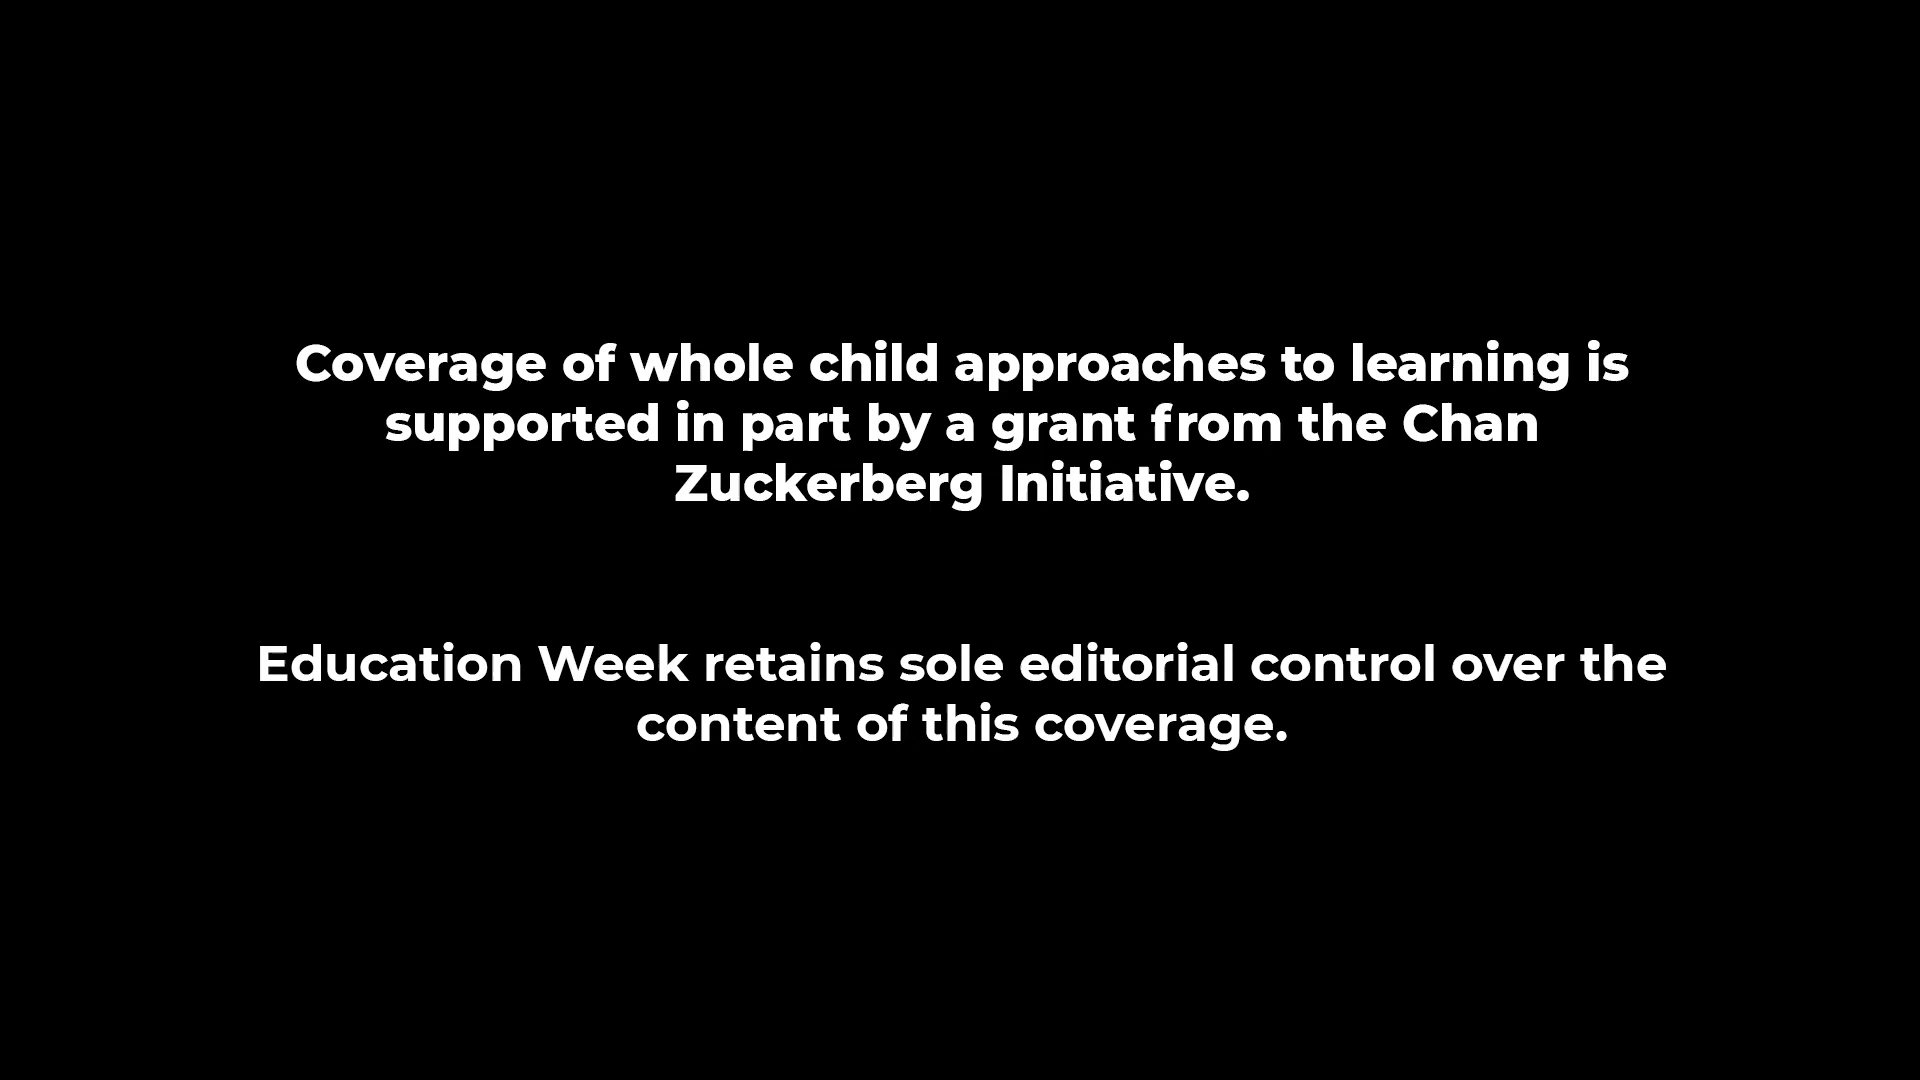 Coverage of whole child approaches to learning is
supported in part by a grant from the Chan
Zuckerberg Initiative.
Education Week retains sole editorial control over the
content of this coverage.